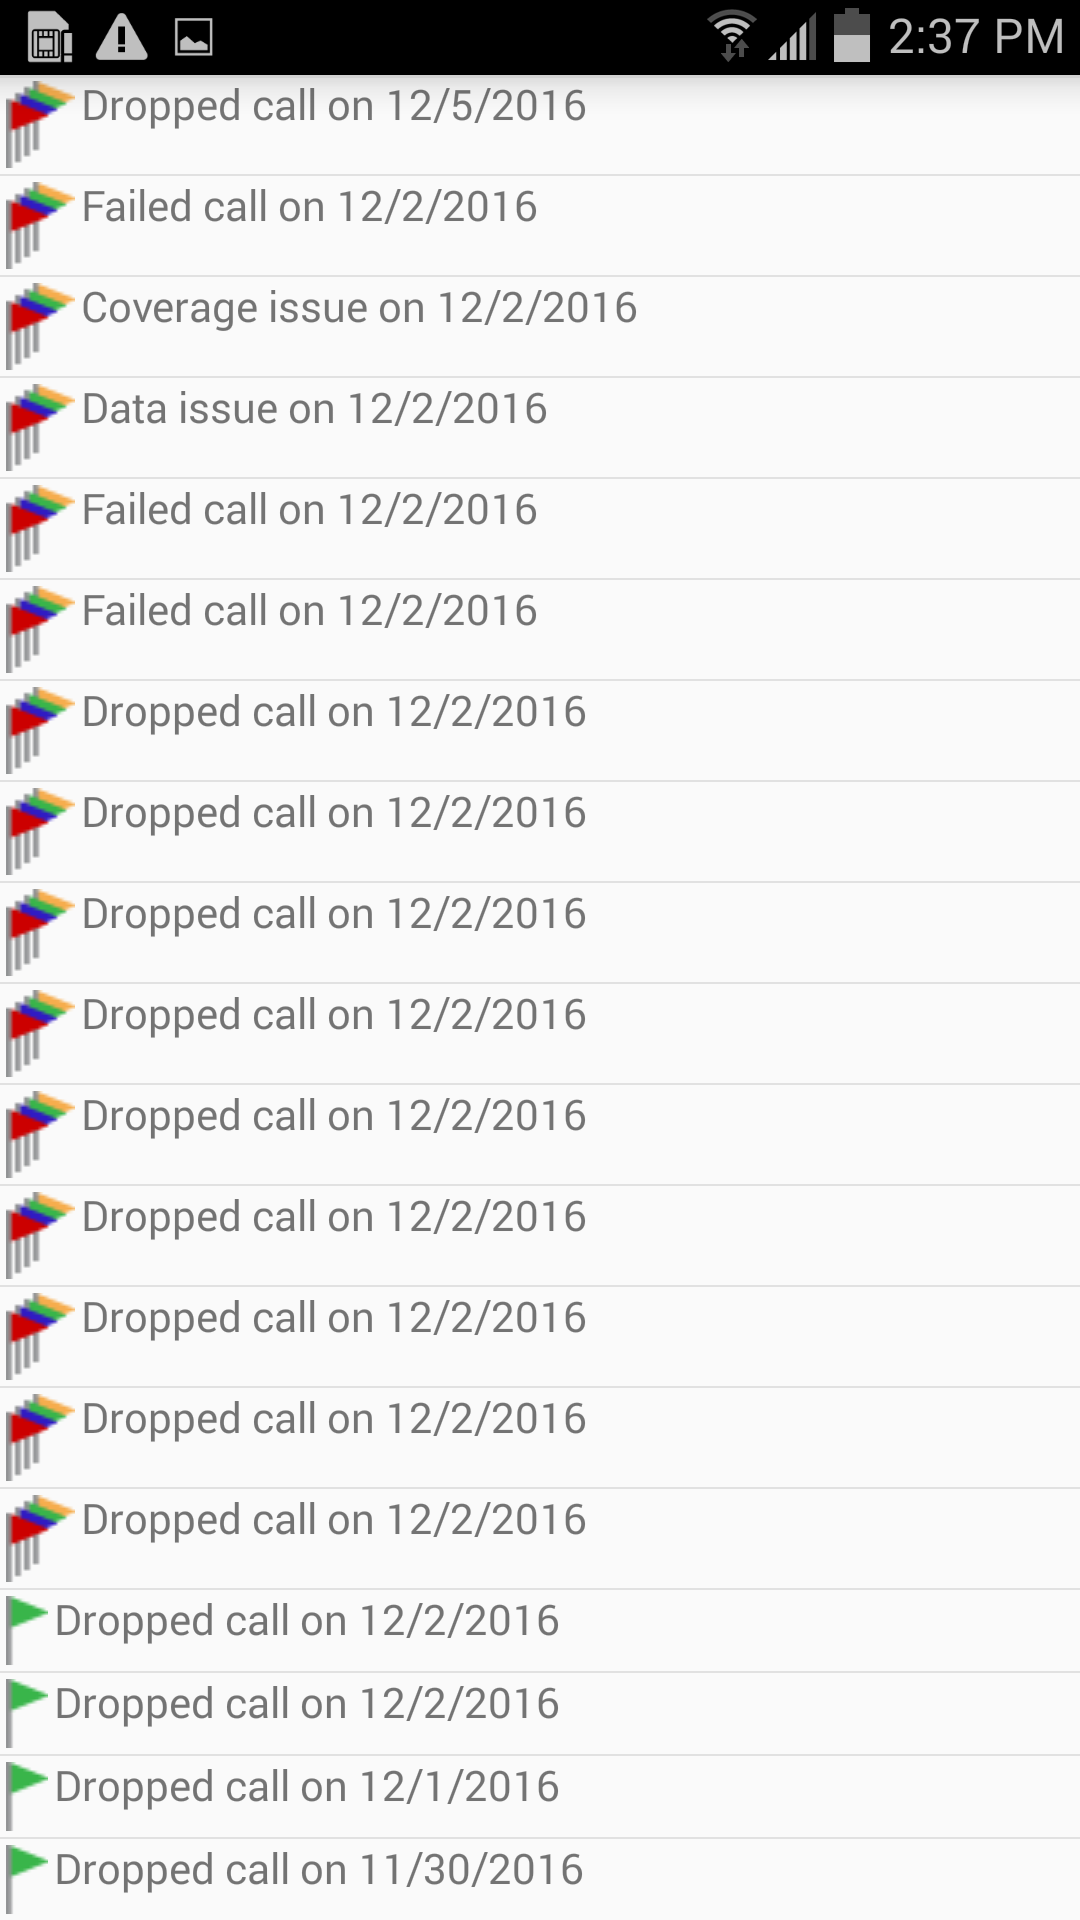 2:37 PM
Dropped call on 12/5/2016
Failed call on 12/2/2016
Coverage issue on 12/2/2016
Data issue on 12/2/2016
Failed call on 12/2/2016
Failed call on 12/2/2016
Dropped call on 12/2/2016
Dropped call on 12/2/2016
Dropped call on 12/2/2016
Dropped call on 12/2/2016
Dropped call on 12/2/2016
Dropped call on 12/2/2016
Dropped call on 12/2/2016
Dropped call on 12/2/2016
Dropped call on 12/2/2016
Dropped call on 12/2/2016
Dropped call on 12/2/2016
Dropped call on 12/1/2016
Dropped call on 11/30/2016